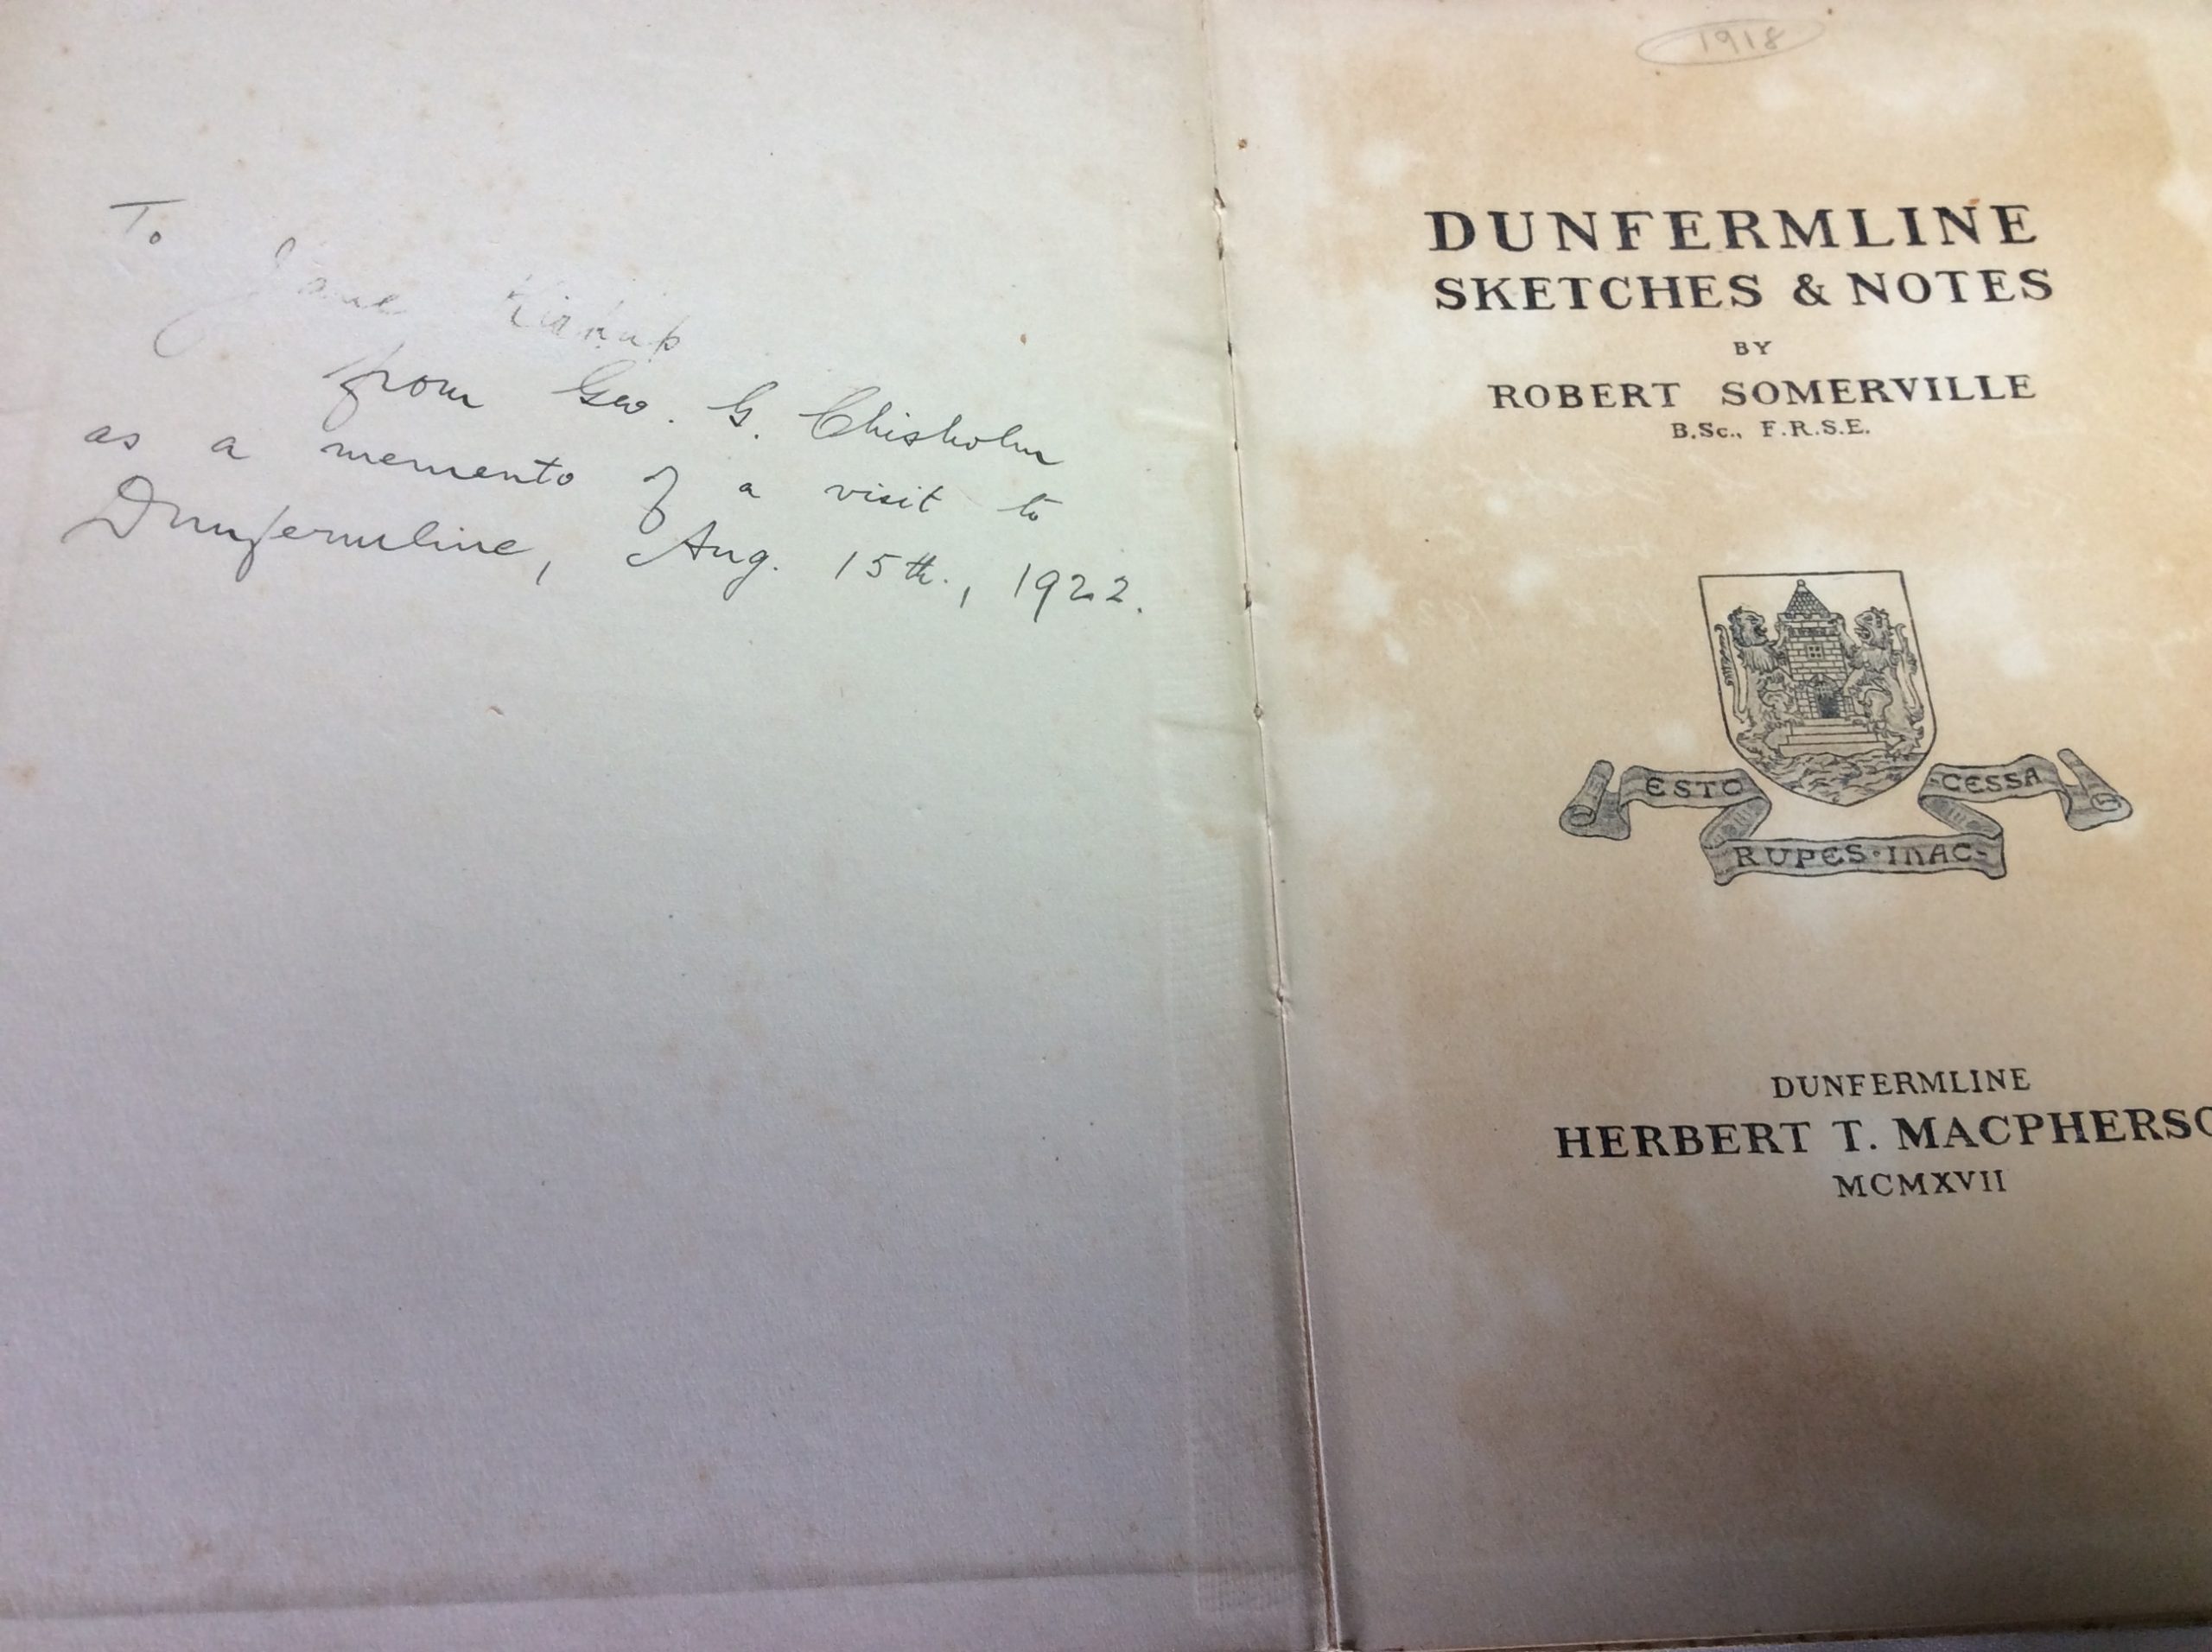 To
Jane Kirkup
from Geo. G. Chisholm
as a memento of a visit to
Dunfermline, Aug. 15th., 1922.
1918
DUNFERMLINE
SKETCHES & NOTES
BY
ROBERT SOMERVILLE
B.Sc., F.R.S.E.
ESTO
RUPES·INAC-
-CESSA
DUNFERMLINE
HERBERT T. MACPHERSO
MCMXVII